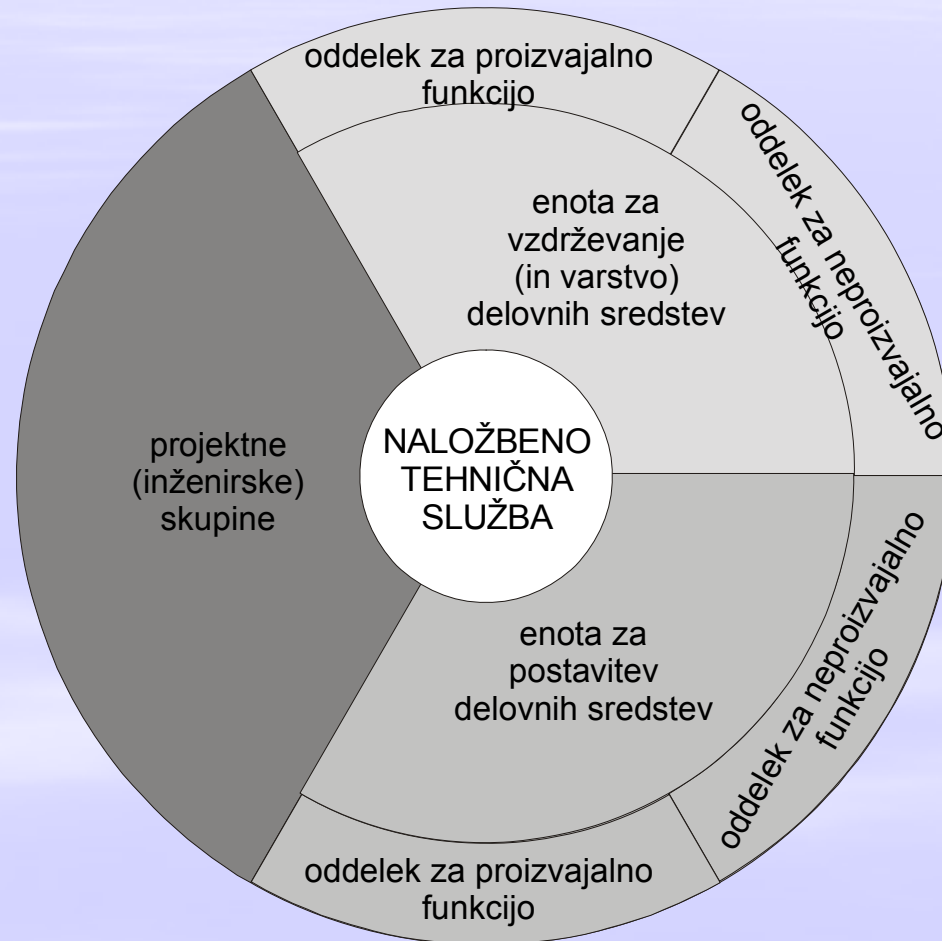 oddelek za proizvajalno
funkcijo
oddelek za neproizvajalno
funkcijo
enota za
vzdrževanje
(in varstvo)
delovnih sredstev
projektne
(inženirske)
skupine
NALOŽBENO
TEHNIČNA
SLUŽBA
enota za
postavitev
delovnih sredstev
oddelek za neproizvajalno
funkcijo
oddelek za proizvajalno
funkcijo